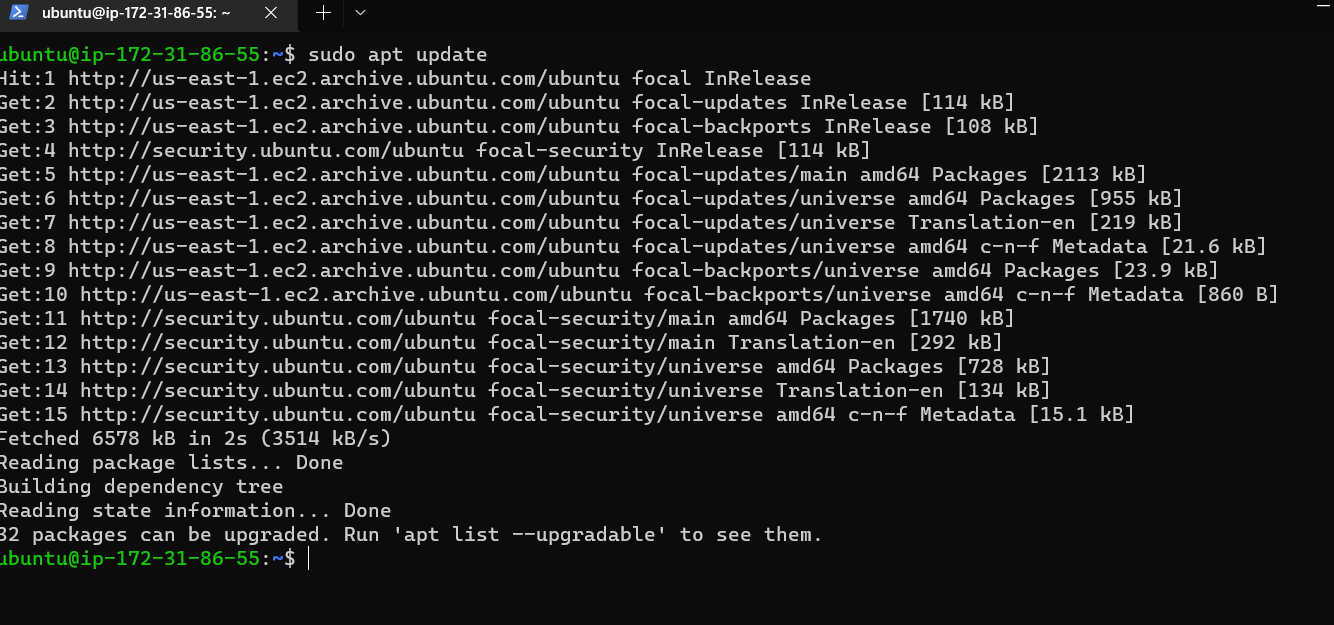 ubuntu@ip-172-31-86-55: ~
ubuntu@ip-172-31-86-55:~$ sudo apt update
Hit:1 http://us-east-1.ec2.archive.ubuntu.com/ubuntu focal InRelease
Get:2 http://us-east-1.ec2.archive.ubuntu.com/ubuntu focal-updates InRelease [114 kB]
Get:3 http://us-east-1.ec2.archive.ubuntu.com/ubuntu focal-backports InRelease [108 kB]
Get:4 http://security.ubuntu.com/ubuntu focal-security InRelease [114 kB]
Get:5 http://us-east-1.ec2.archive.ubuntu.com/ubuntu focal-updates/main amd64 Packages [2113 kB]
Get:6 http://us-east-1.ec2.archive.ubuntu.com/ubuntu focal-updates/universe amd64 Packages [955 kB]
Get:7 http://us-east-1.ec2.archive.ubuntu.com/ubuntu focal-updates/universe Translation-en [219 kB]
Get:8 http://us-east-1.ec2.archive.ubuntu.com/ubuntu focal-updates/universe amd64 c-n-f Metadata [21.6 kB]
Get:9 http://us-east-1.ec2.archive.ubuntu.com/ubuntu focal-backports/universe amd64 Packages [23.9 kB]
Get:10 http://us-east-1.ec2.archive.ubuntu.com/ubuntu focal-backports/universe amd64 c-n-f Metadata [860 B]
Get:11 http://security.ubuntu.com/ubuntu focal-security/main amd64 Packages [1740 kB]
Get:12 http://security.ubuntu.com/ubuntu focal-security/main Translation-en [292 kB]
Get:13 http://security.ubuntu.com/ubuntu focal-security/universe amd64 Packages [728 kB]
Get:14 http://security.ubuntu.com/ubuntu focal-security/universe Translation-en [134 kB]
Get:15 http://security.ubuntu.com/ubuntu focal-security/universe amd64 c-n-f Metadata [15.1 kB]
Fetched 6578 kB in 2s (3514 kB/s)
Reading package lists... Done
Building dependency tree
Reading state information... Done
32 packages can be upgraded. Run 'apt list --upgradable' to see them.
ubuntu@ip-172-31-86-55:~$